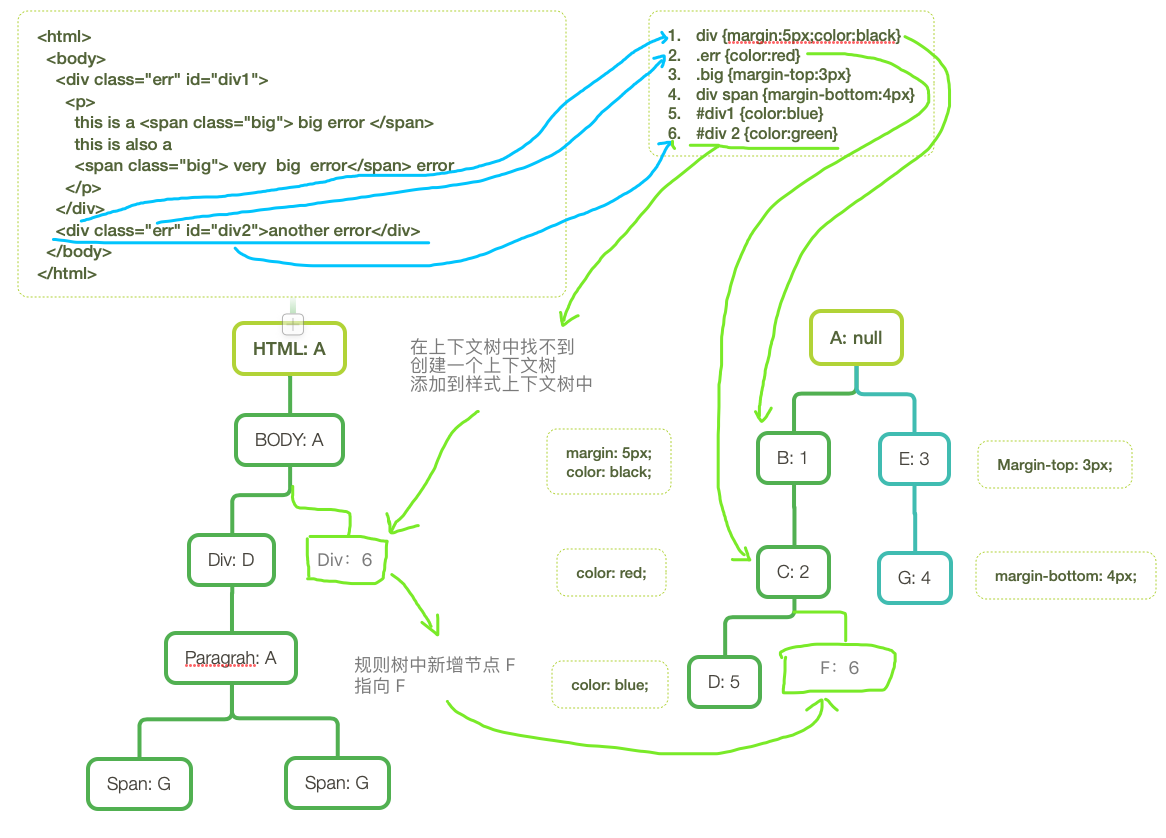 <html>
<body>
<div class="err" id="div1">
<p>
this is a <span class="big"> big error </span>
this is also a
<span class="big"> very big error</span> error
</p>
</div>
<div class="err" id="div2">another error</div>
</body>
</html>
1. div {margin:5px:color:black}
2. .err {color:red}
3. .big {margin-top:3px}
4. div span {margin-bottom:4px}
5. #div1 {color:blue}
6. #div 2 {color:green}
HTML: A
BODY: A
Div: D
Div: 6
Paragrah: A
Span: G
Span: G
在上下文树中找不到
创建一个上下文树
添加到样式上下文树中
规则树中新增节点 F
指向 F
margin: 5px;
color: black;
color: red;
color: blue;
A: null
B: 1
E: 3
Margin-top: 3px;
C: 2
G: 4
margin-bottom: 4px;
D: 5
F: 6